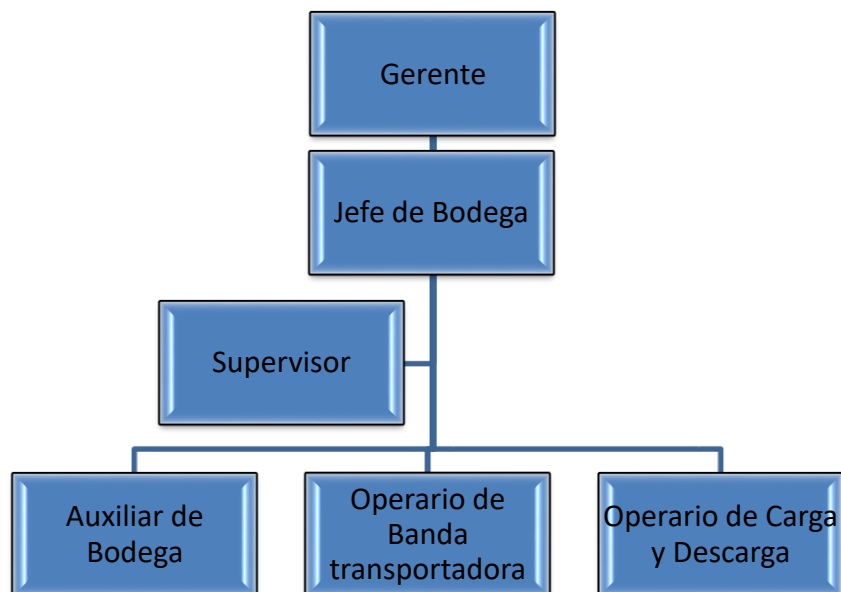 Gerente
Jefe de Bodega
Supervisor
Auxiliar de
Bodega
Operario de
Banda
transportadora
Operario de Carga
y Descarga